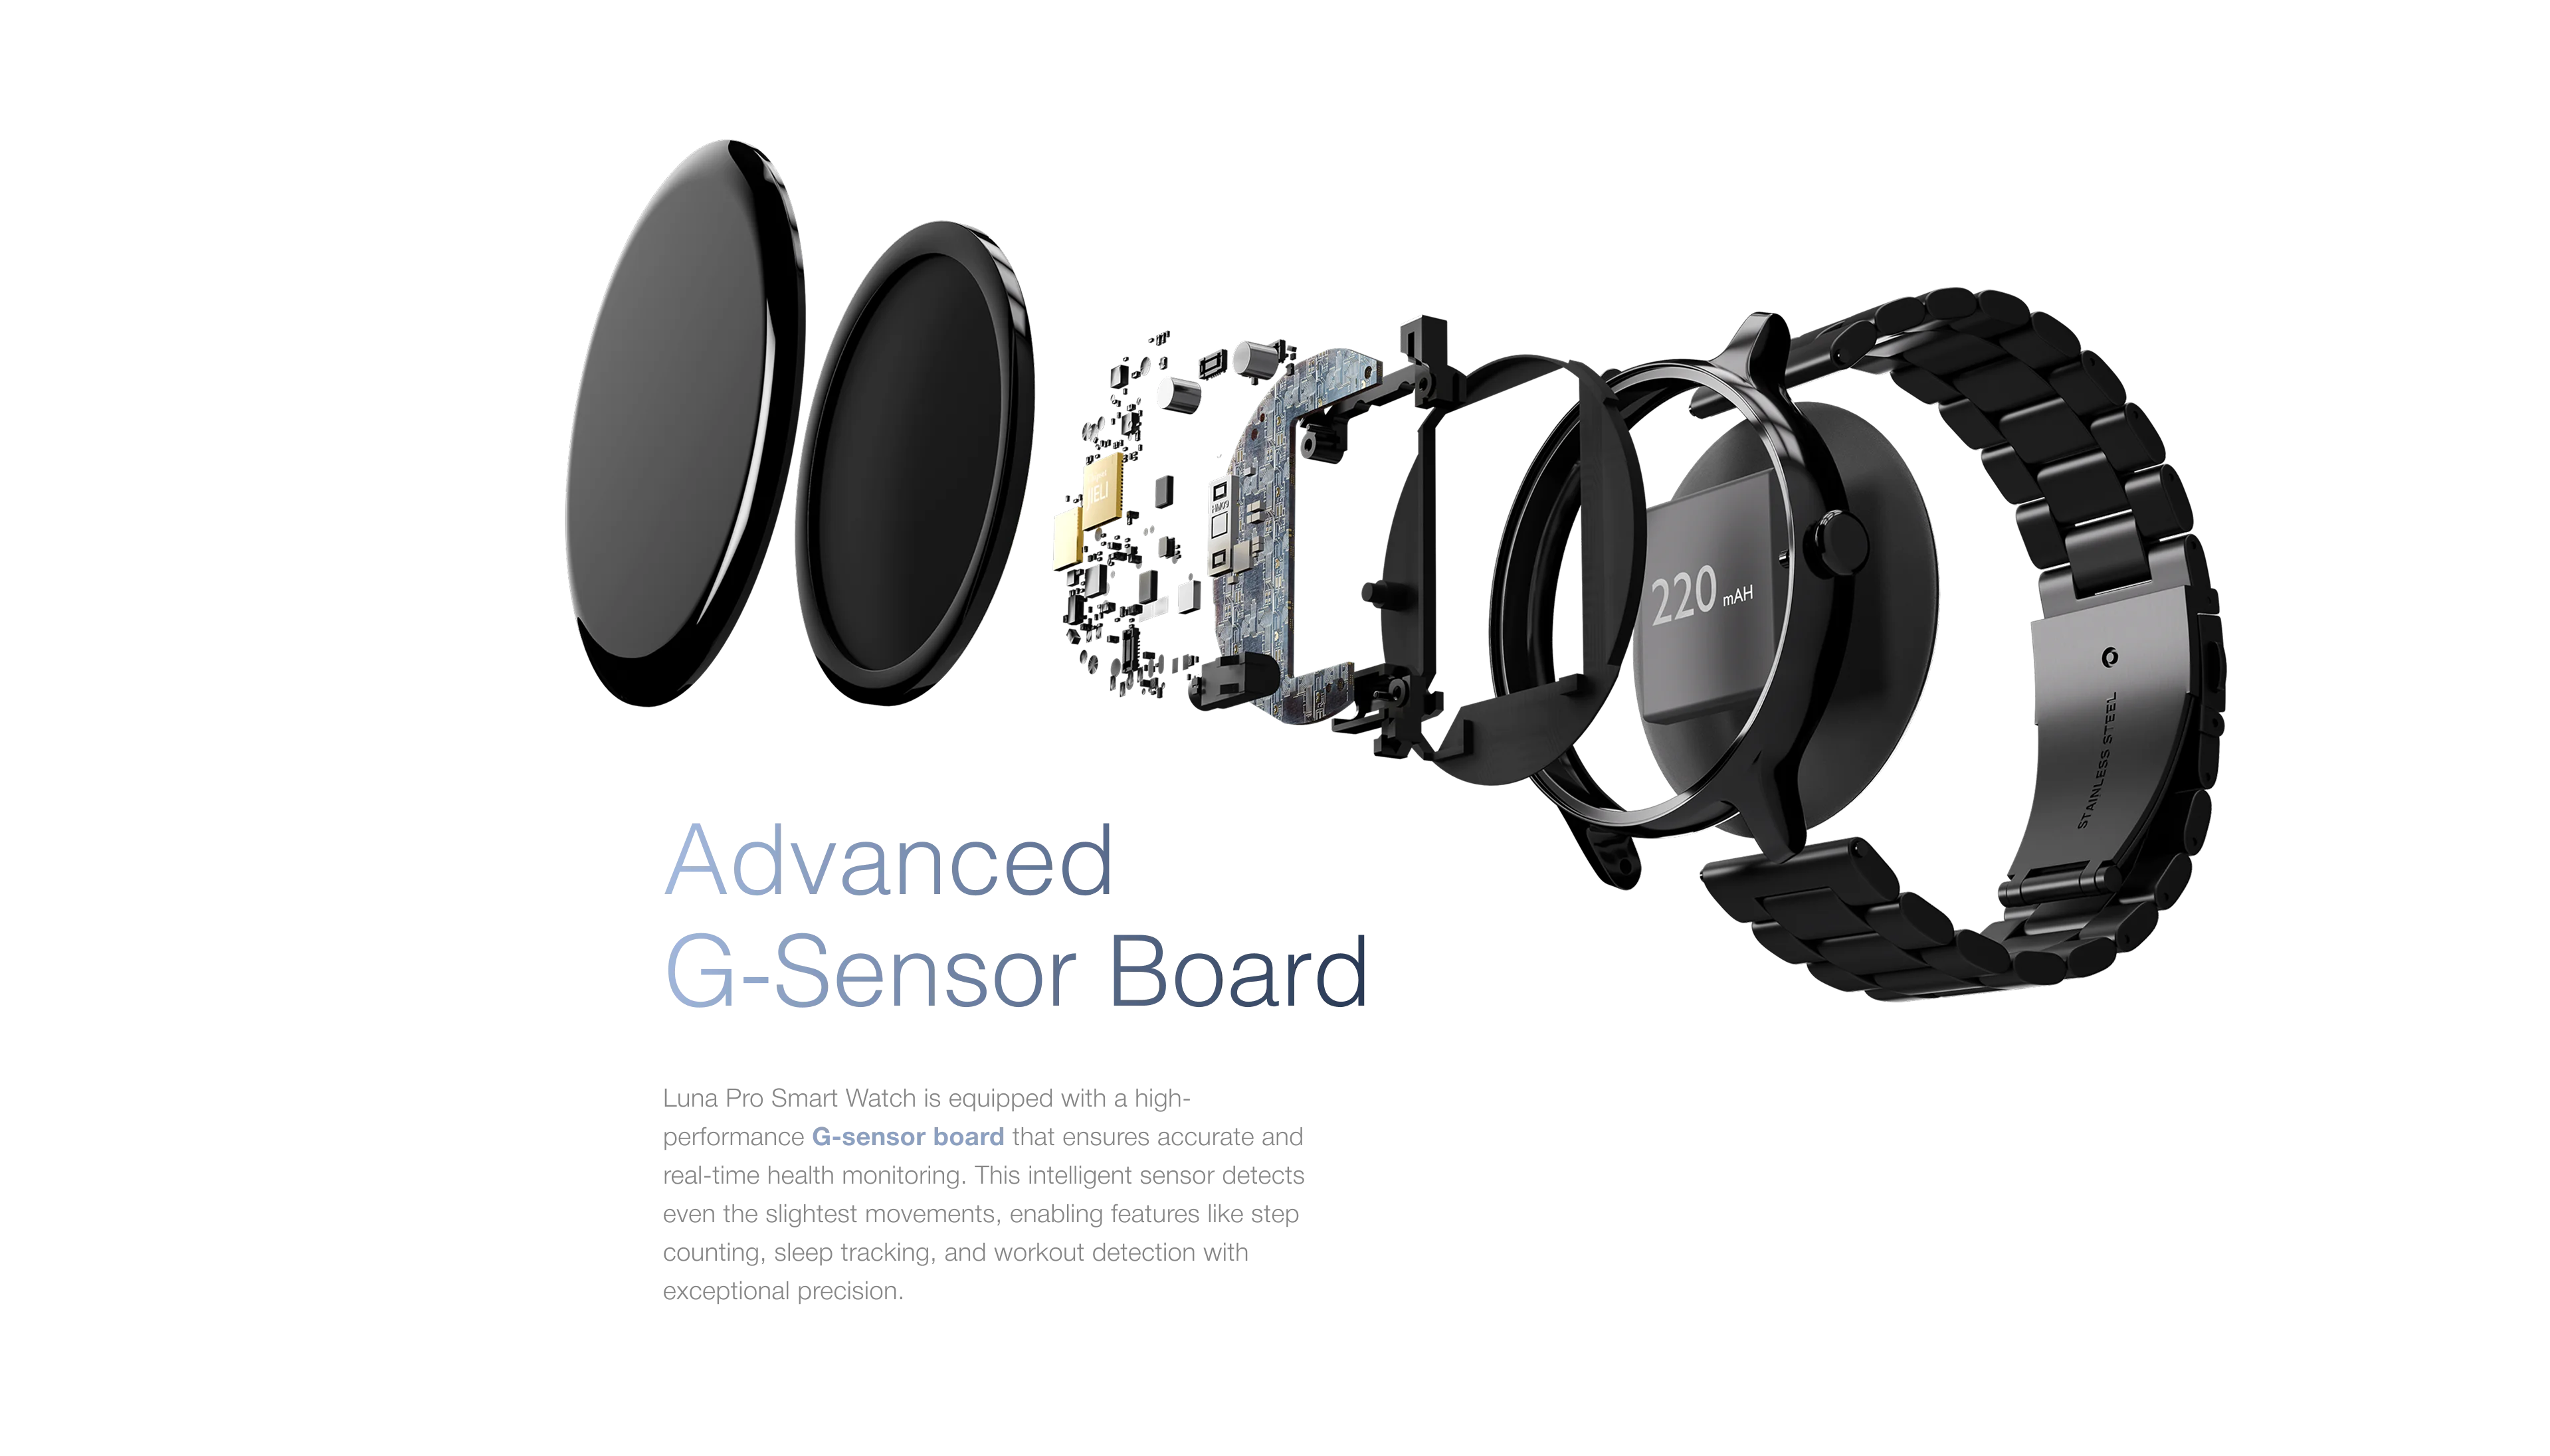 JELI
HM09
220 mAH
STAINLESS STEEL
Advanced
G-Sensor Board
Luna Pro Smart Watch is equipped with a high-
performance G-sensor board that ensures accurate and
real-time health monitoring. This intelligent sensor detects
even the slightest movements, enabling features like step
counting, sleep tracking, and workout detection with
exceptional precision.